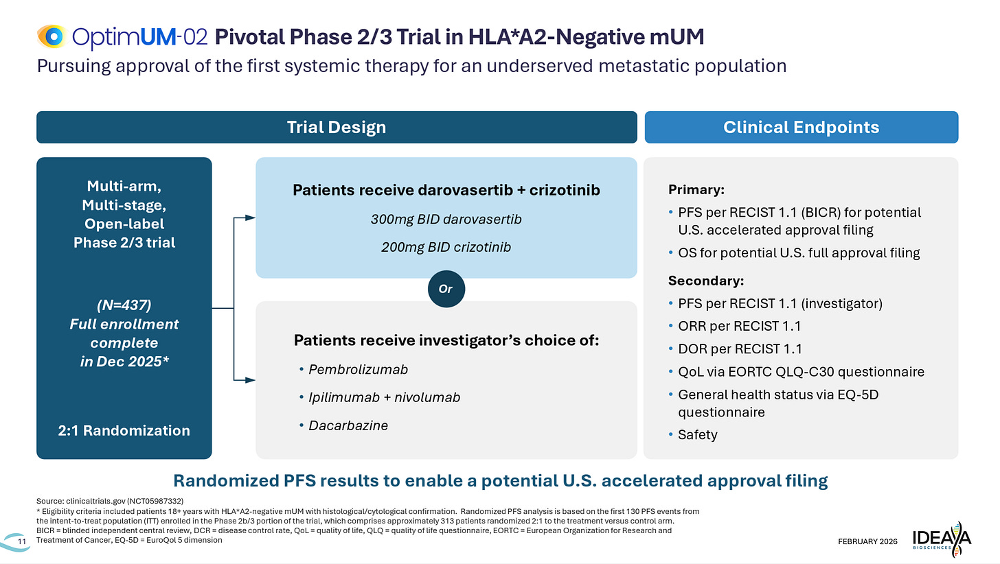 OptimUM-02 Pivotal Phase 2/3 Trial in HLA*A2-Negative mUM
Pursuing approval of the first systemic therapy for an underserved metastatic population
Trial Design
Multi-arm,
Multi-stage,
Open-label
Phase 2/3 trial
(N=437)
Full enrollment
complete
in Dec 2025*
2:1 Randomization
Patients receive darovasertib + crizotinib
300mg BID darovasertib
200mg BID crizotinib
Or
Patients receive investigator’s choice of:
• Pembrolizumab
• Ipilimumab + nivolumab
• Dacarbazine
Clinical Endpoints
Primary:
• PFS per RECIST 1.1 (BICR) for potential
U.S. accelerated approval filing
• OS for potential U.S. full approval filing
Secondary:
• PFS per RECIST 1.1 (investigator)
• ORR per RECIST 1.1
• DOR per RECIST 1.1
• QoL via EORTC QLQ-C30 questionnaire
• General health status via EQ-5D
questionnaire
• Safety
Randomized PFS results to enable a potential U.S. accelerated approval filing
Source: clinicaltrials.gov (NCT05987332)
* Eligibility criteria included patients 18+ years with HLA*A2-negative mUM with histological/cytological confirmation. Randomized PFS analysis is based on the first 130 PFS events from
the intent-to-treat population (ITT) enrolled in the Phase 2b/3 portion of the trial, which comprises approximately 313 patients randomized 2:1 to the treatment versus control arm.
BICR = blinded independent central review, DCR = disease control rate, QoL = quality of life, QLQ = quality of life questionnaire, EORTC = European Organization for Research and
Treatment of Cancer, EQ-5D = EuroQol 5 dimension
11
FEBRUARY 2026
IDEAYA
BIOSCIENCES